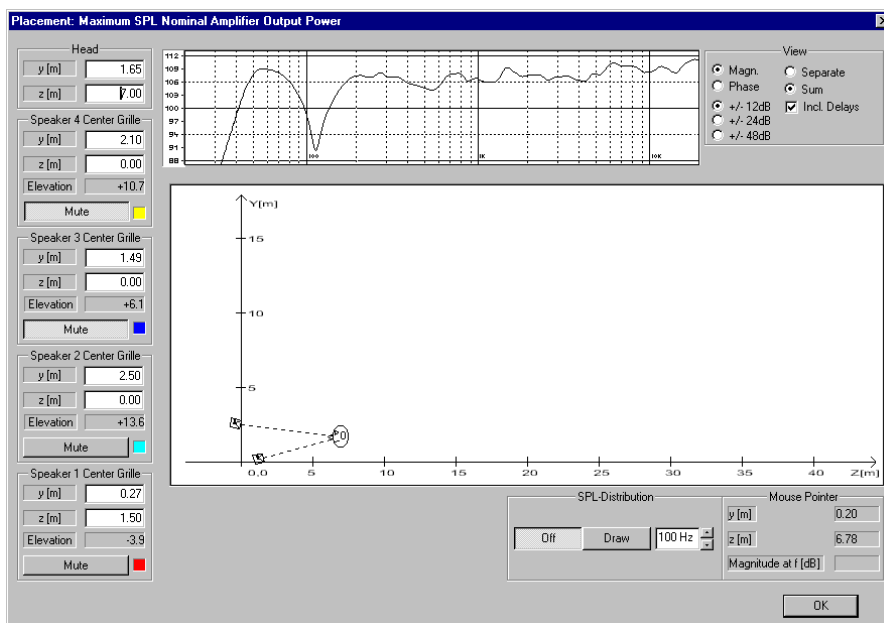 Placement: Maximum SPL Nominal Amplifier Output Power
Head
y [m] 1.65
z [m] 7.00
Speaker 4 Center Grille
y [m] 2.10
z [m] 0.00
Elevation +10.7
Mute
Speaker 3 Center Grille
y [m] 1.49
z [m] 0.00
Elevation +6.1
Mute
Speaker 2 Center Grille
y [m] 2.50
z [m] 0.00
Elevation +13.6
Mute
Speaker 1 Center Grille
y [m] 0.27
z [m] 1.50
Elevation -3.9
Mute
112
109
106
103
100
97
94
91
88
100 1K 10K
View
Magn.
Phase
Separate
Sum
+/- 12dB
+/- 24dB
+/- 48dB
Incl. Delays
Y[m]
15
10
5
0,0 5 10 15 20 25 30 35 40 Z[m]
SPL-Distribution
Off Draw 100 Hz
Mouse Pointer
y [m] 0.20
z [m] 6.78
Magnitude at f [dB]
OK